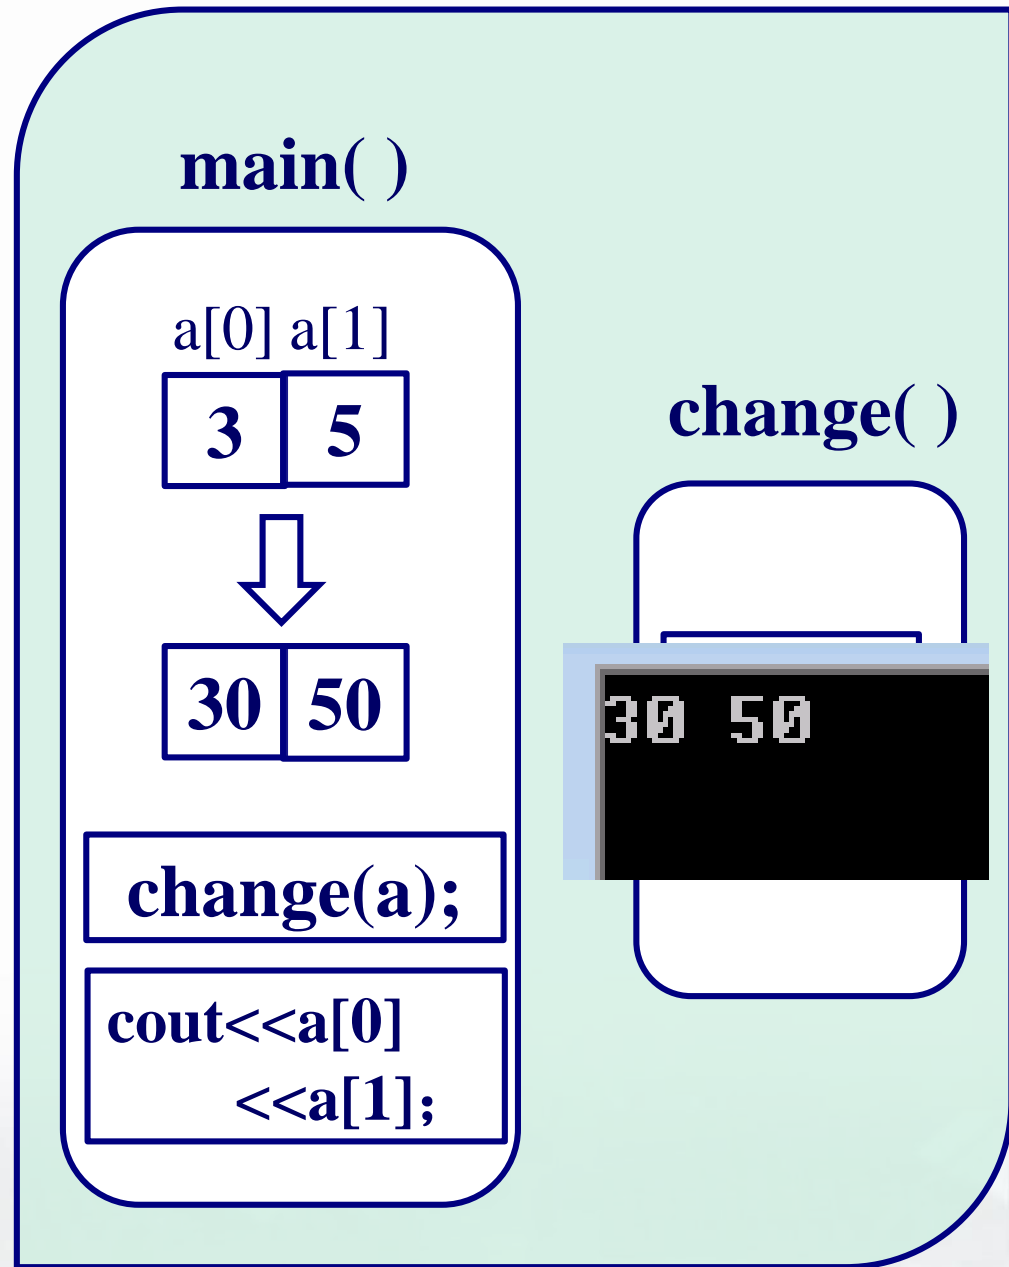 main( )
a[0] a[1]
3 5
30 50
change(a);
cout<<a[0]
<<a[1];
change( )
30 50